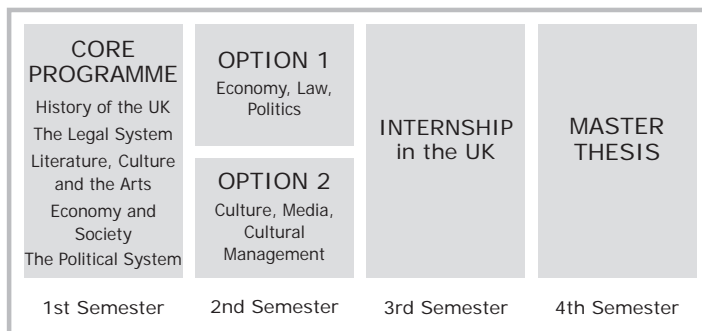 CORE
PROGRAMME
History of the UK
The Legal System
Literature, Culture
and the Arts
Economy and
Society
The Political System
1st Semester
OPTION 1
Economy, Law,
Politics
OPTION 2
Culture, Media,
Cultural
Management
2nd Semester
INTERNSHIP
in the UK
3rd Semester
MASTER
THESIS
4th Semester